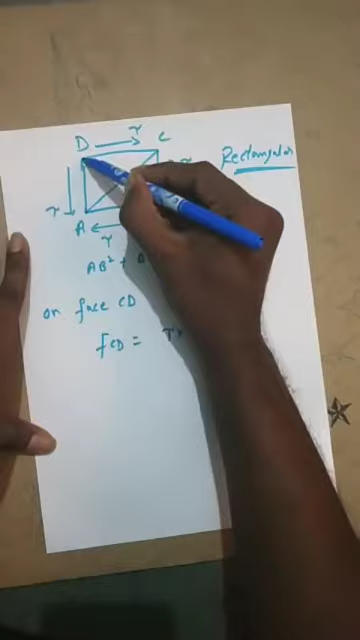 D τ C
Rectangular
τ τ
A
τ
AB² +
on face CD
fCD = τ×